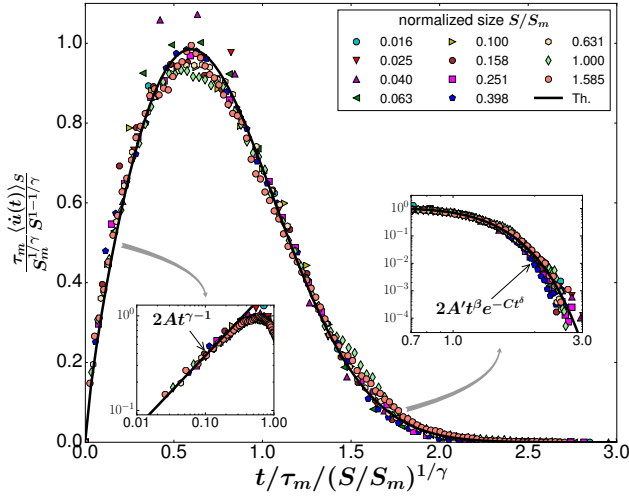 normalized size S/S_m
0.016 0.100 0.631
0.025 0.158 1.000
0.040 0.251 1.585
0.063 0.398 Th.
1.0
0.8
0.6
0.4
0.2
0.0
τ_m/S_m^{1/γ} ⟨u̇(t)⟩_S/S^{1−1/γ}
10^0
10^{-1}
10^{-2}
10^{-3}
10^{-4}
2A't^β e^{−Ct^δ}
0.7 1.0 3.0
10^0
2At^{γ−1}
10^{-1}
0.01 0.10 1.00
0.0 0.5 1.0 1.5 2.0 2.5 3.0
t/τ_m/(S/S_m)^{1/γ}